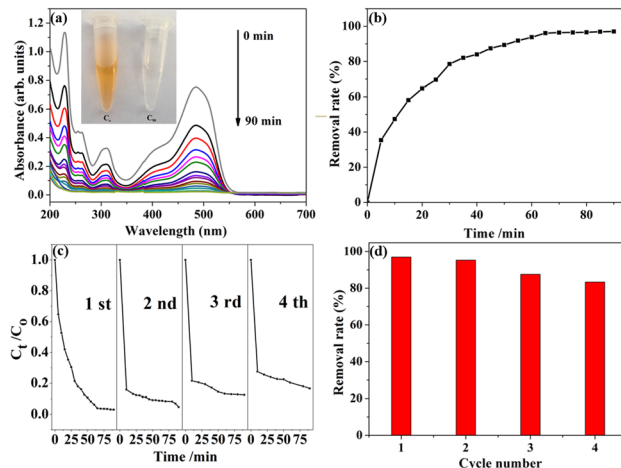 (a)
0 min
90 min
Absorbance (arb. units)
1.2
1.0
0.8
0.6
0.4
0.2
0.0
200 300 400 500 600 700
Wavelength (nm)
(b)
Removal rate (%)
100
80
60
40
20
0
0 20 40 60 80
Time /min
(c)
1 st
2 nd
3 rd
4 th
Ct /Co
1.0
0.8
0.6
0.4
0.2
0.0
0 25 50 75 0 25 50 75 0 25 50 75 0 25 50 75
Time /min
(d)
Removal rate (%)
100
80
60
40
20
0
1 2 3 4
Cycle number